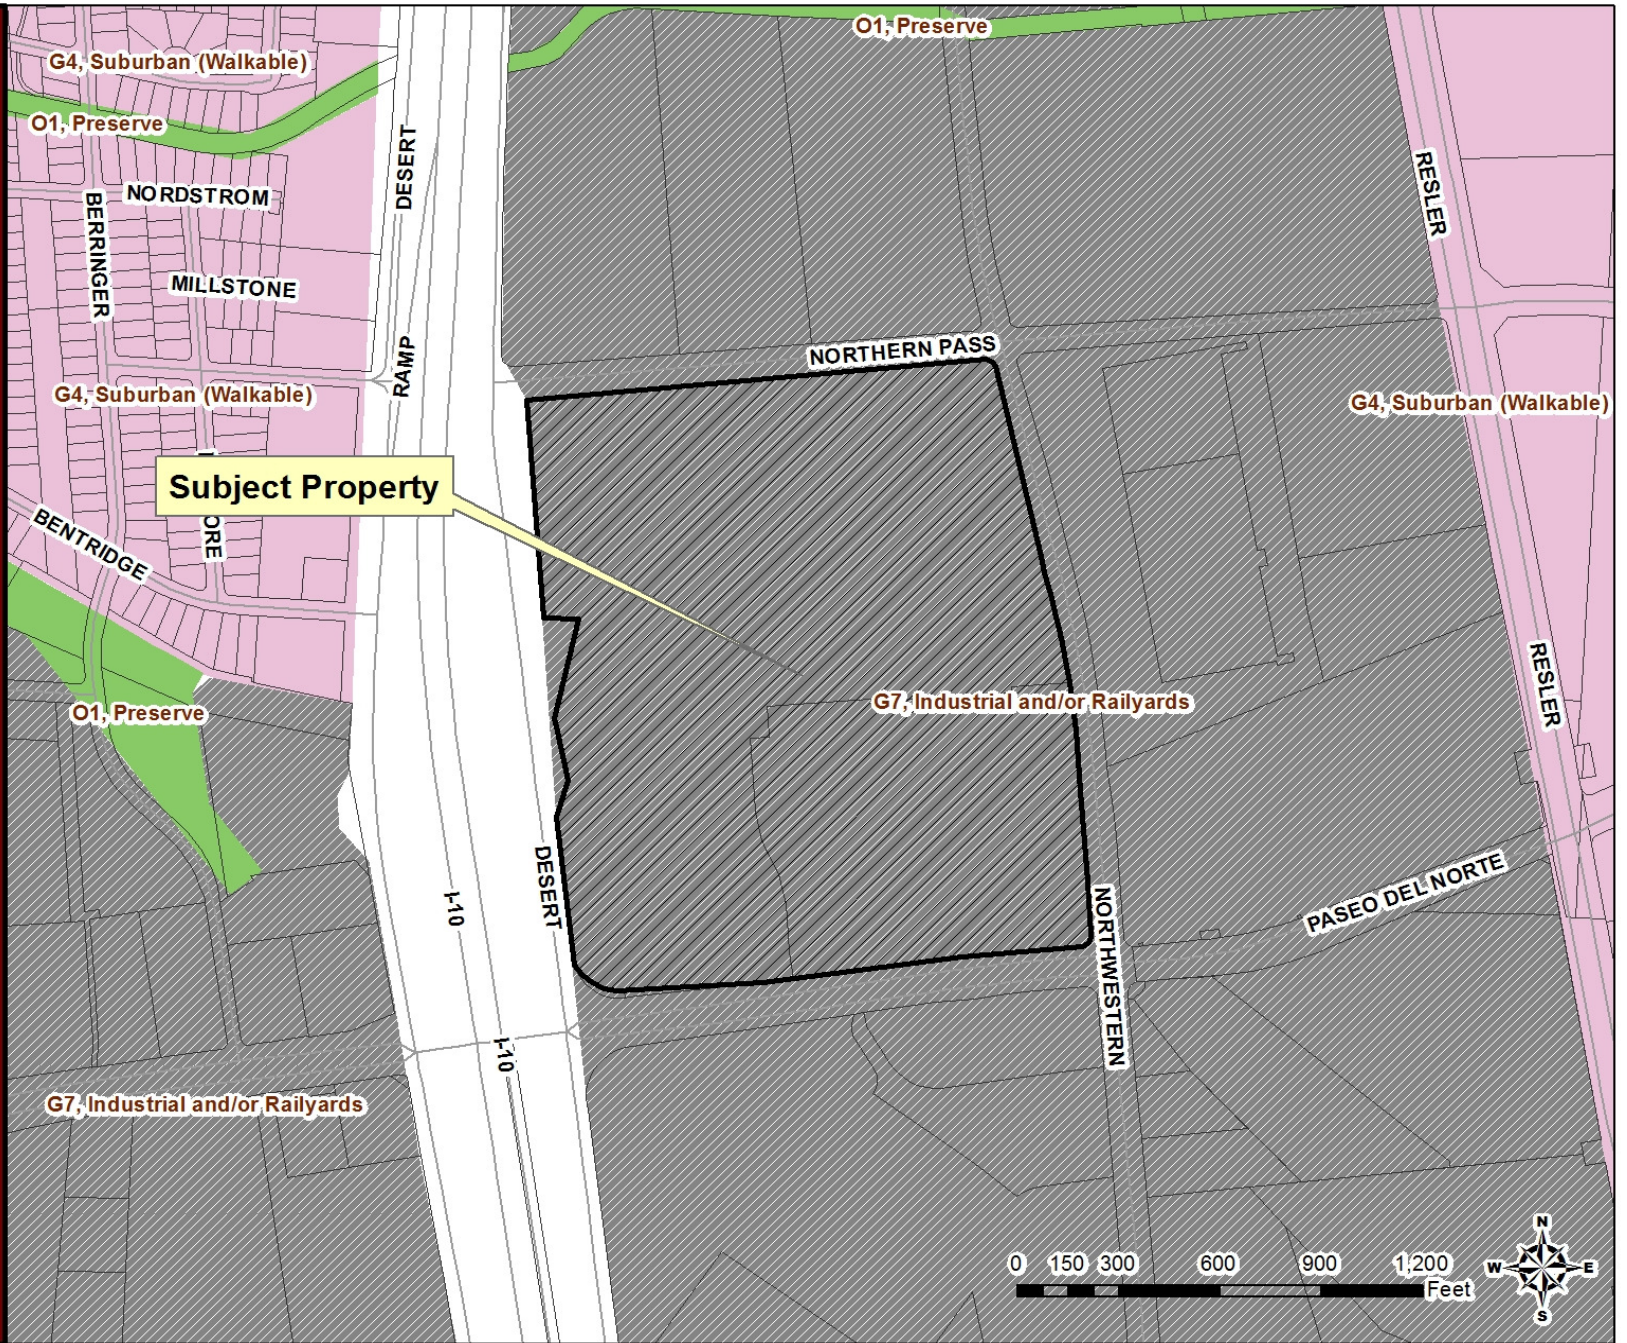 O1, Preserve
G4, Suburban (Walkable)
O1, Preserve
DESERT
RESLER
NORDSTROM
BERRINGER
MILLSTONE
RAMP
NORTHERN PASS
G4, Suburban (Walkable)
G4, Suburban (Walkable)
Subject Property
BENTRIDGE
ORE
RESLER
G7, Industrial and/or Railyards
O1, Preserve
DESERT
I-10
PASEO DEL NORTE
NORTHWESTERN
I-10
G7, Industrial and/or Railyards
0 150 300 600 900 1,200
Feet
N
W E
S